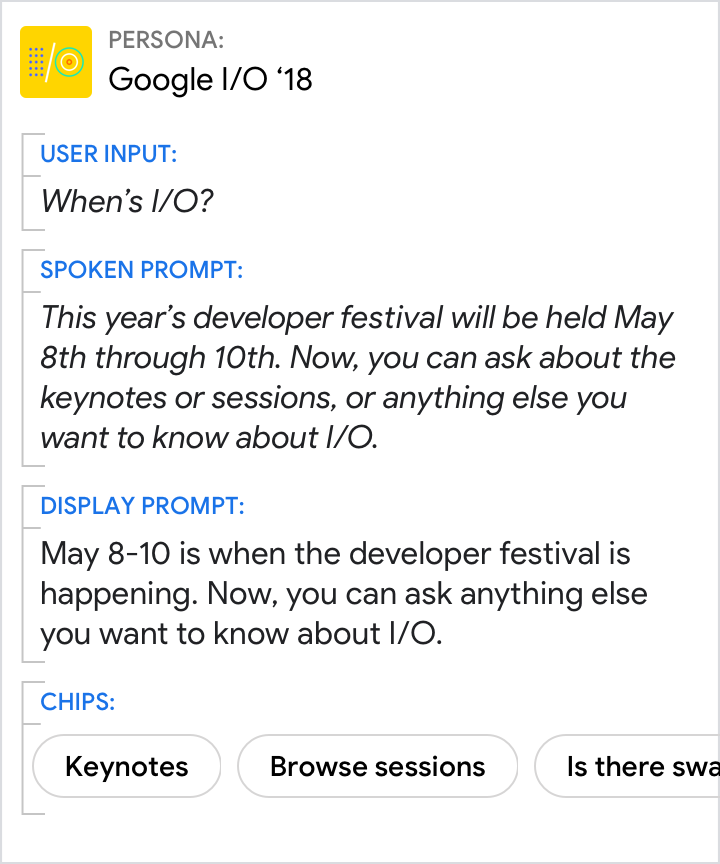 PERSONA:
Google I/O ‘18
USER INPUT:
When’s I/O?
SPOKEN PROMPT:
This year’s developer festival will be held May
8th through 10th. Now, you can ask about the
keynotes or sessions, or anything else you
want to know about I/O.
DISPLAY PROMPT:
May 8-10 is when the developer festival is
happening. Now, you can ask anything else
you want to know about I/O.
CHIPS:
Keynotes
Browse sessions
Is there swa